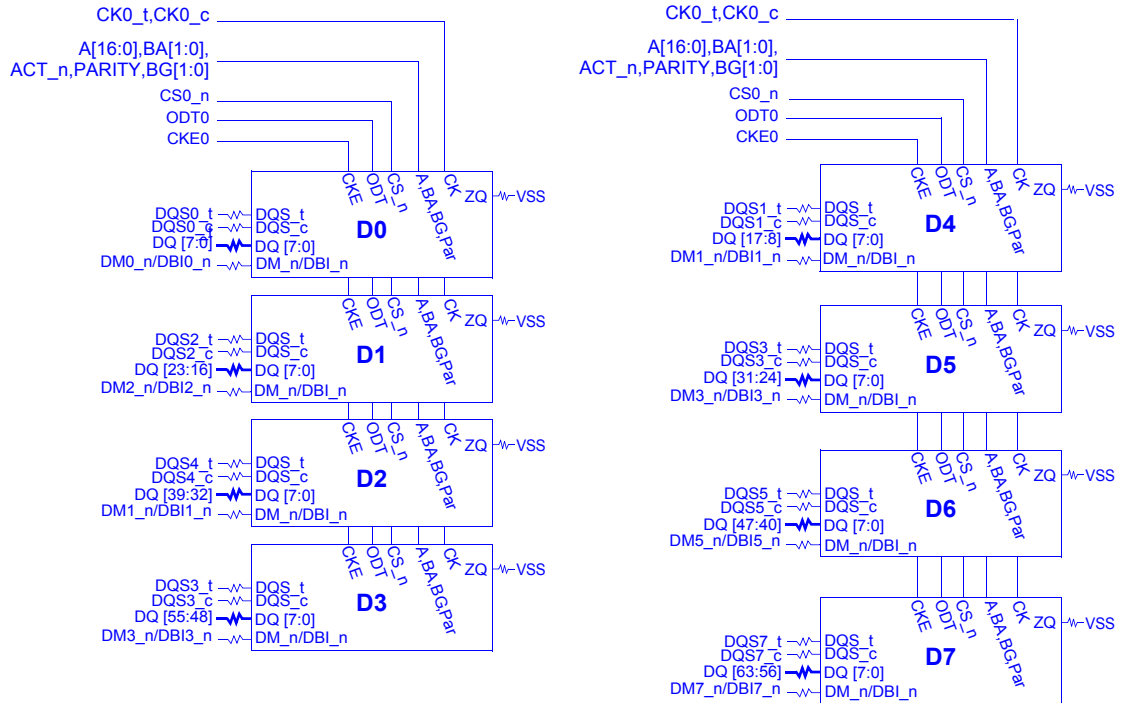 CK0_t,CK0_c
A[16:0],BA[1:0],
ACT_n,PARITY,BG[1:0]
CS0_n
ODT0
CKE0
CKE
ODT
CS_n
A,BA,BG,Par
CK
ZQ
VSS
DQS0_t
DQS_t
DQS0_c
DQS_c
D0
DQ [7:0]
DQ [7:0]
DM0_n/DBI0_n
DM_n/DBI_n
CKE
ODT
CS_n
A,BA,BG,Par
CK
ZQ
VSS
DQS2_t
DQS_t
DQS2_c
DQS_c
D1
DQ [23:16]
DQ [7:0]
DM2_n/DBI2_n
DM_n/DBI_n
CKE
ODT
CS_n
A,BA,BG,Par
CK
ZQ
VSS
DQS4_t
DQS_t
DQS4_c
DQS_c
D2
DQ [39:32]
DQ [7:0]
DM1_n/DBI1_n
DM_n/DBI_n
CKE
ODT
CS_n
A,BA,BG,Par
CK
ZQ
VSS
DQS3_t
DQS_t
DQS3_c
DQS_c
D3
DQ [55:48]
DQ [7:0]
DM3_n/DBI3_n
DM_n/DBI_n
CK0_t,CK0_c
A[16:0],BA[1:0],
ACT_n,PARITY,BG[1:0]
CS0_n
ODT0
CKE0
CKE
ODT
CS_n
A,BA,BG,Par
CK
ZQ
VSS
DQS1_t
DQS_t
DQS1_c
DQS_c
D4
DQ [17:8]
DQ [7:0]
DM1_n/DBI1_n
DM_n/DBI_n
CKE
ODT
CS_n
A,BA,BG,Par
CK
ZQ
VSS
DQS3_t
DQS_t
DQS3_c
DQS_c
D5
DQ [31:24]
DQ [7:0]
DM3_n/DBI3_n
DM_n/DBI_n
CKE
ODT
CS_n
A,BA,BG,Par
CK
ZQ
VSS
DQS5_t
DQS_t
DQS5_c
DQS_c
D6
DQ [47:40]
DQ [7:0]
DM5_n/DBI5_n
DM_n/DBI_n
CKE
ODT
CS_n
A,BA,BG,Par
CK
ZQ
VSS
DQS7_t
DQS_t
DQS7_c
DQS_c
D7
DQ [63:56]
DQ [7:0]
DM7_n/DBI7_n
DM_n/DBI_n